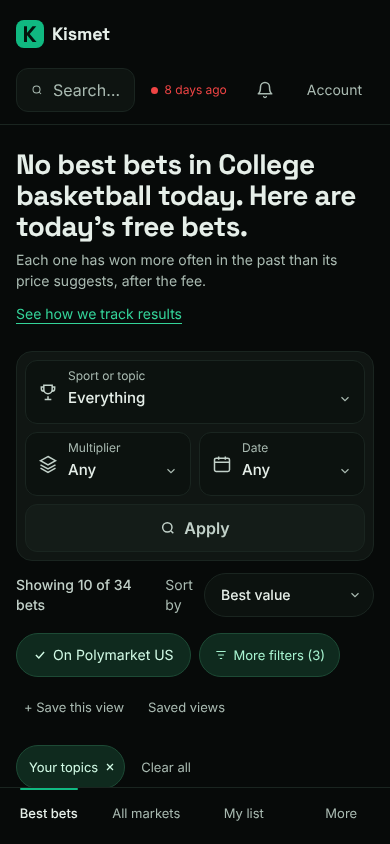 K Kismet
Search...
8 days ago
Account
No best bets in College
basketball today. Here are
today's free bets.
Each one has won more often in the past than its
price suggests, after the fee.
See how we track results
Sport or topic
Everything
Multiplier
Any
Date
Any
Apply
Showing 10 of 34
bets
Sort
by
Best value
On Polymarket US
More filters (3)
+ Save this view
Saved views
Your topics ×
Clear all
Best bets
All markets
My list
More